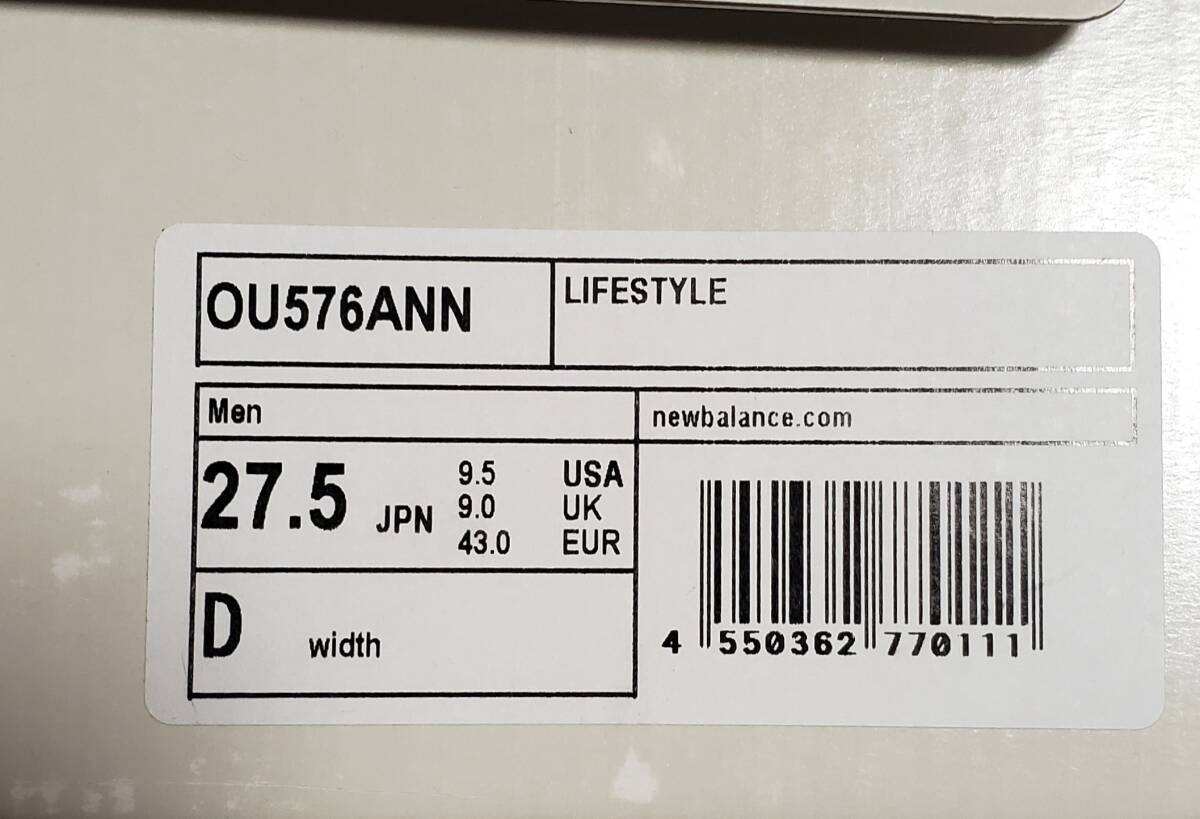 OU576ANN
LIFESTYLE
Men
newbalance.com
27.5 JPN
9.5 USA
9.0 UK
43.0 EUR
D width
4 550362 770111